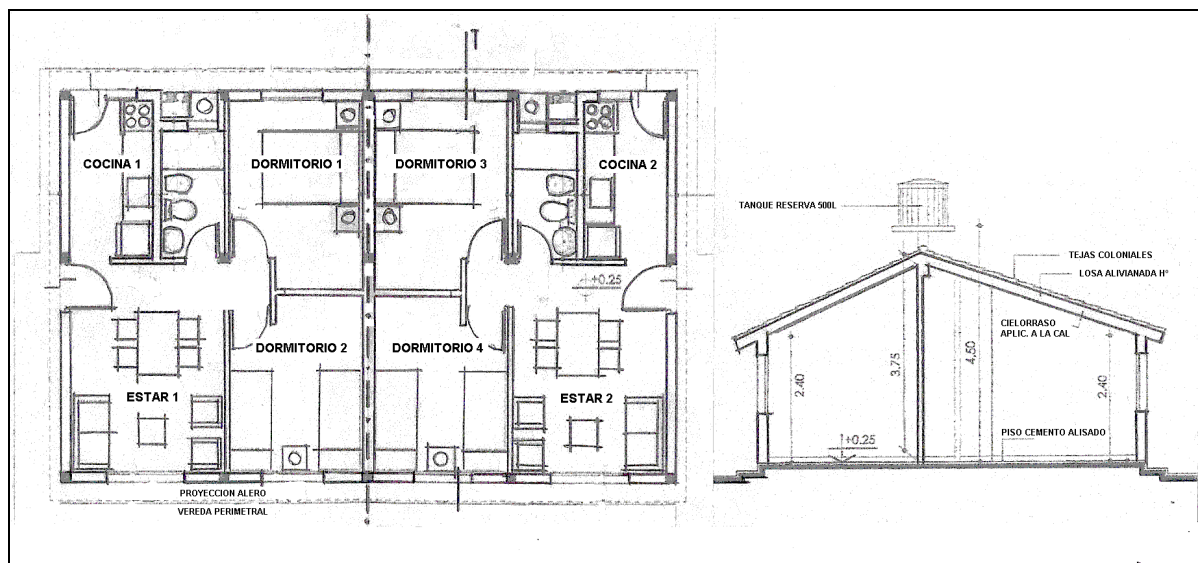 COCINA 1
DORMITORIO 1
DORMITORIO 3
COCINA 2
+0.25
DORMITORIO 2
DORMITORIO 4
ESTAR 1
ESTAR 2
PROYECCION ALERO
VEREDA PERIMETRAL
TANQUE RESERVA 500L
TEJAS COLONIALES
LOSA ALIVIANADA H°
CIELORRASO
APLIC. A LA CAL
2.40
3.75
4.50
2.40
PISO CEMENTO ALISADO
+0.25